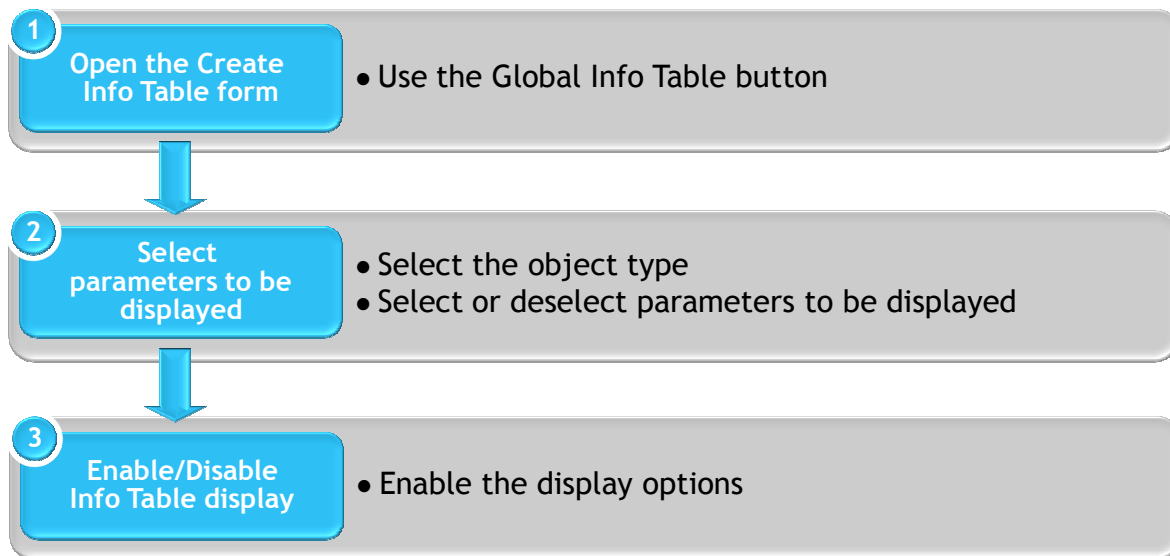 1
Open the Create
Info Table form
• Use the Global Info Table button
2
Select
parameters to be
displayed
• Select the object type
• Select or deselect parameters to be displayed
3
Enable/Disable
Info Table display
• Enable the display options